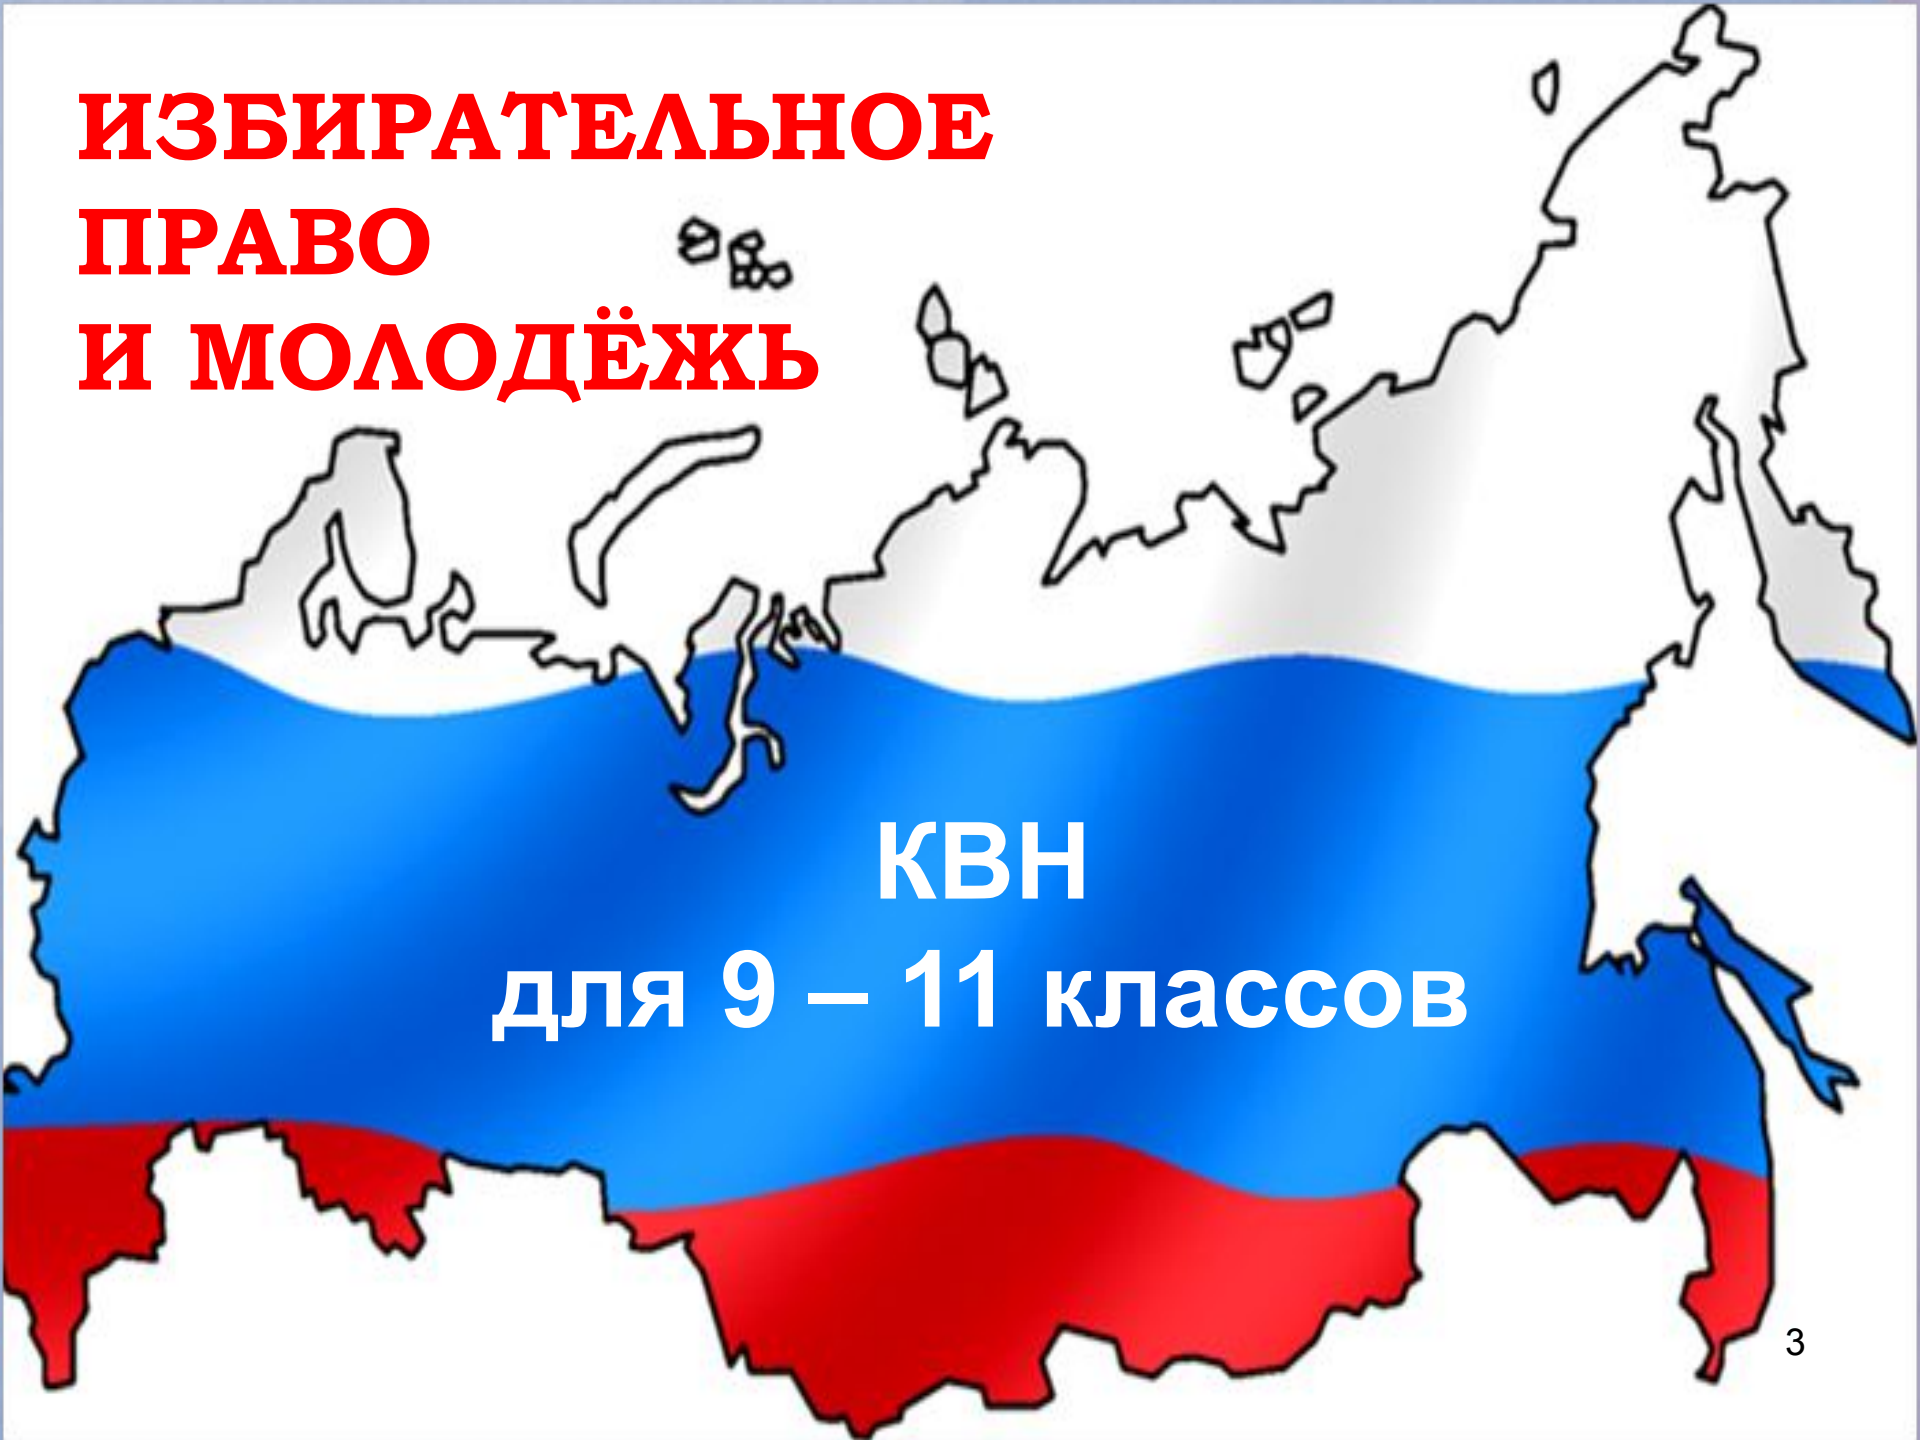 ИЗБИРАТЕЛЬНОЕ
ПРАВО
И МОЛОДЁЖЬ
КВН
для 9 – 11 классов
3